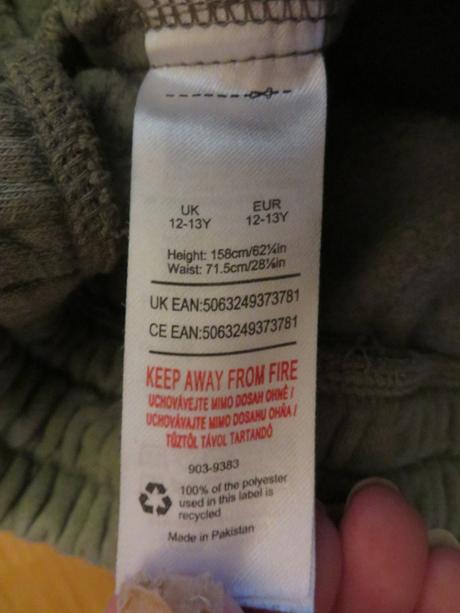 UK EUR
12-13Y 12-13Y
Height: 158cm/62¼in
Waist: 71.5cm/28¼in
UK EAN:5063249373781
CE EAN:5063249373781
KEEP AWAY FROM FIRE
UCHOVÁVEJTE MIMO DOSAH OHNĚ /
UCHOVÁVAJTE MIMO DOSAHU OHŇA /
TŰZTŐL TÁVOL TARTANDÓ
903-9383
100% of the polyester
used in this label is
recycled
Made in Pakistan